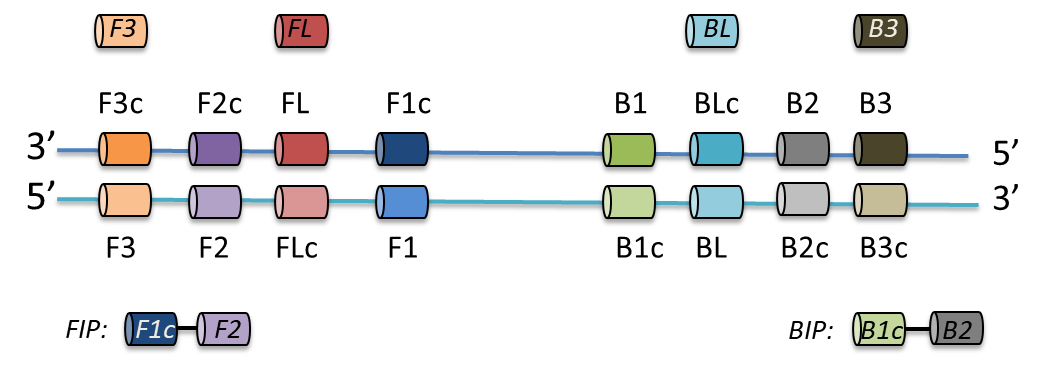 F3 FL BL B3
F3c F2c FL F1c B1 BLc B2 B3
3’ 5’
5’ 3’
F3 F2 FLc F1 B1c BL B2c B3c
FIP: F1c F2 BIP: B1c B2